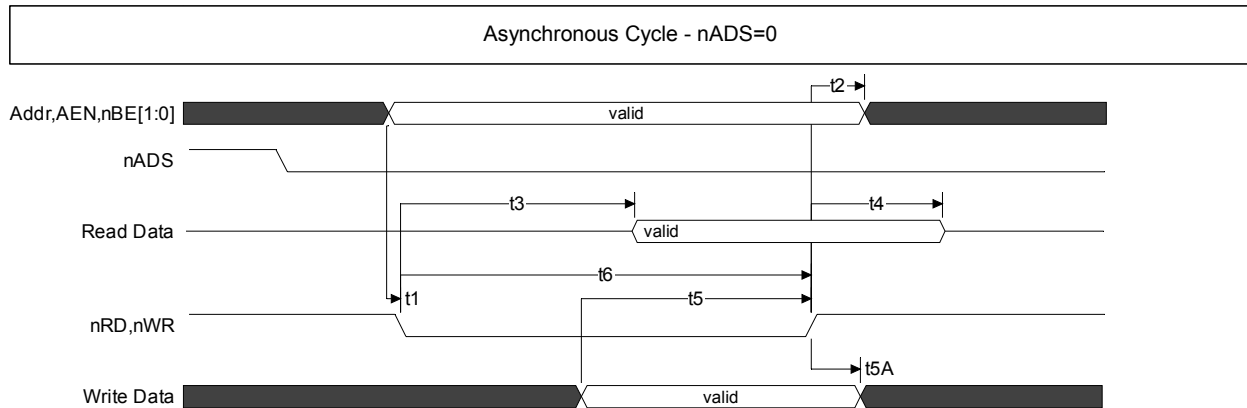 Asynchronous Cycle - nADS=0
t2
Addr,AEN,nBE[1:0]
valid
nADS
t3
t4
Read Data
valid
t6
t1
t5
nRD,nWR
t5A
Write Data
valid